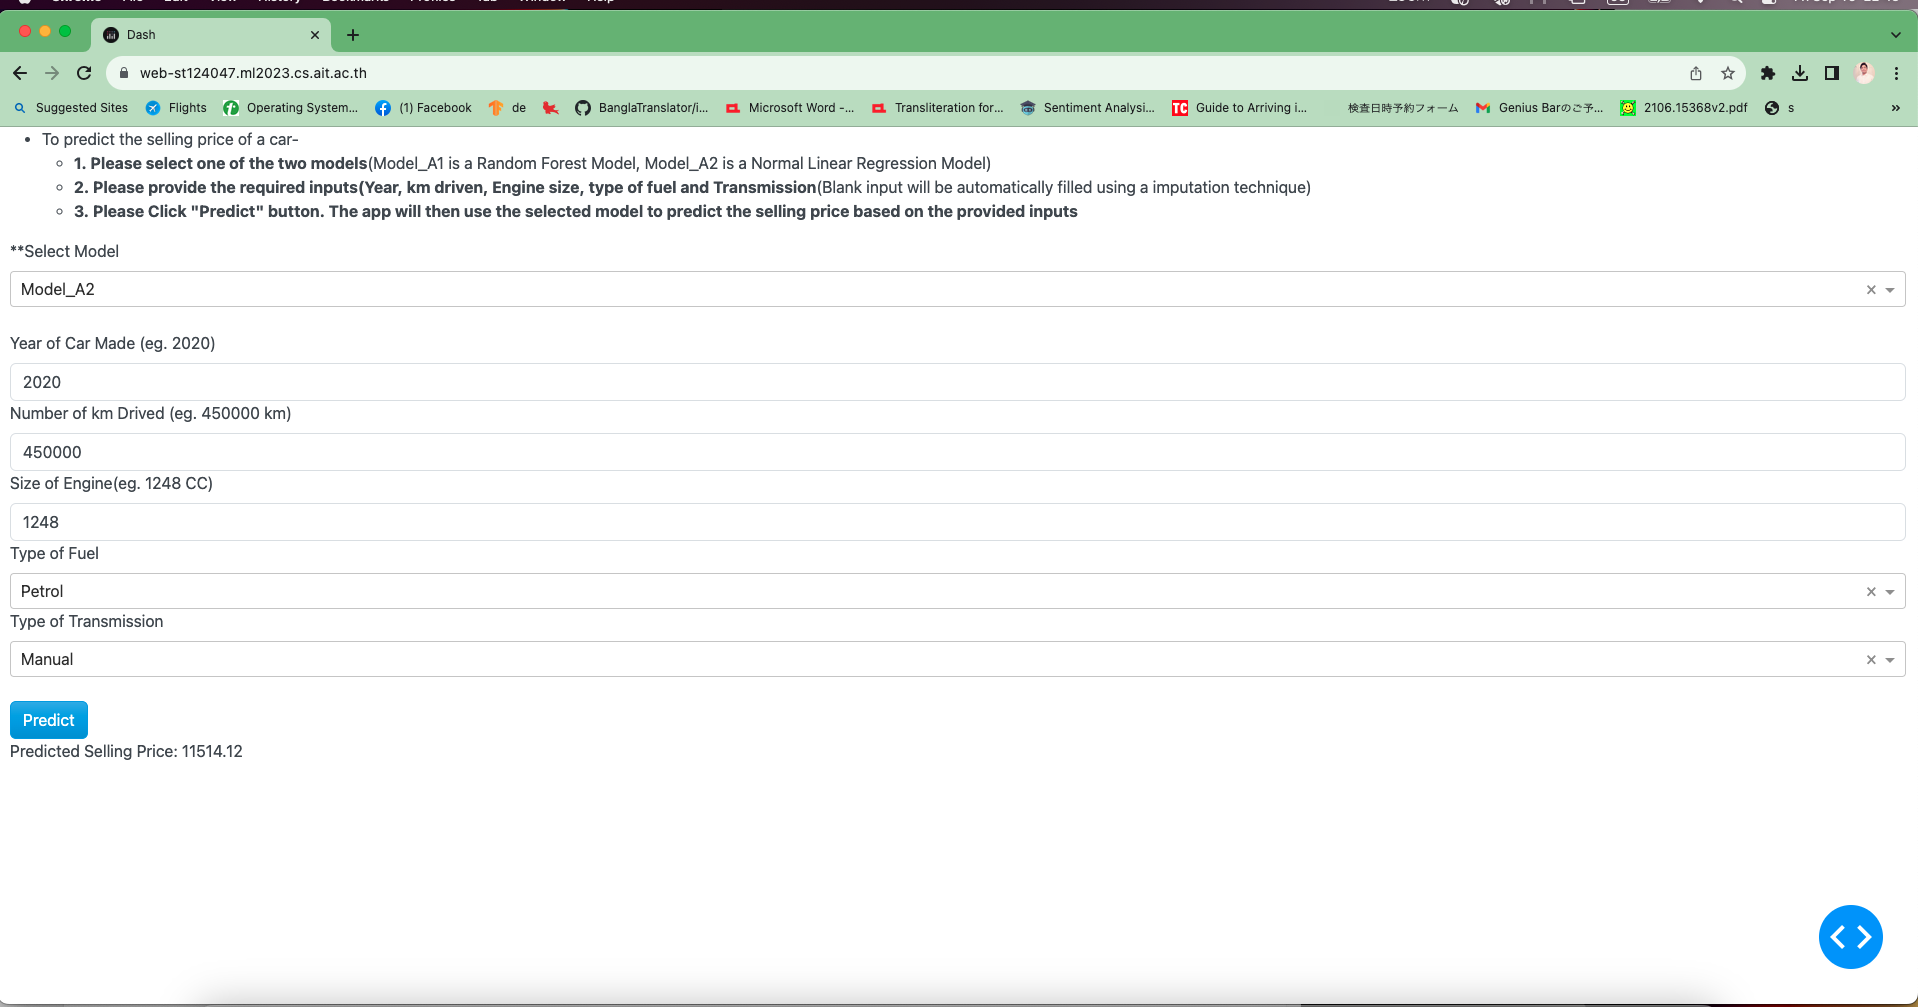 Dash
web-st124047.ml2023.cs.ait.ac.th
Suggested Sites Flights Operating System... (1) Facebook de BanglaTranslator/i... Microsoft Word -... Transliteration for... Sentiment Analysi... TC Guide to Arriving i... 検査日時予約フォーム Genius Barのご予... 2106.15368v2.pdf s »
• To predict the selling price of a car-
1. Please select one of the two models(Model_A1 is a Random Forest Model, Model_A2 is a Normal Linear Regression Model)
2. Please provide the required inputs(Year, km driven, Engine size, type of fuel and Transmission(Blank input will be automatically filled using a imputation technique)
3. Please Click "Predict" button. The app will then use the selected model to predict the selling price based on the provided inputs
**Select Model
Model_A2
Year of Car Made (eg. 2020)
2020
Number of km Drived (eg. 450000 km)
450000
Size of Engine(eg. 1248 CC)
1248
Type of Fuel
Petrol
Type of Transmission
Manual
Predict
Predicted Selling Price: 11514.12